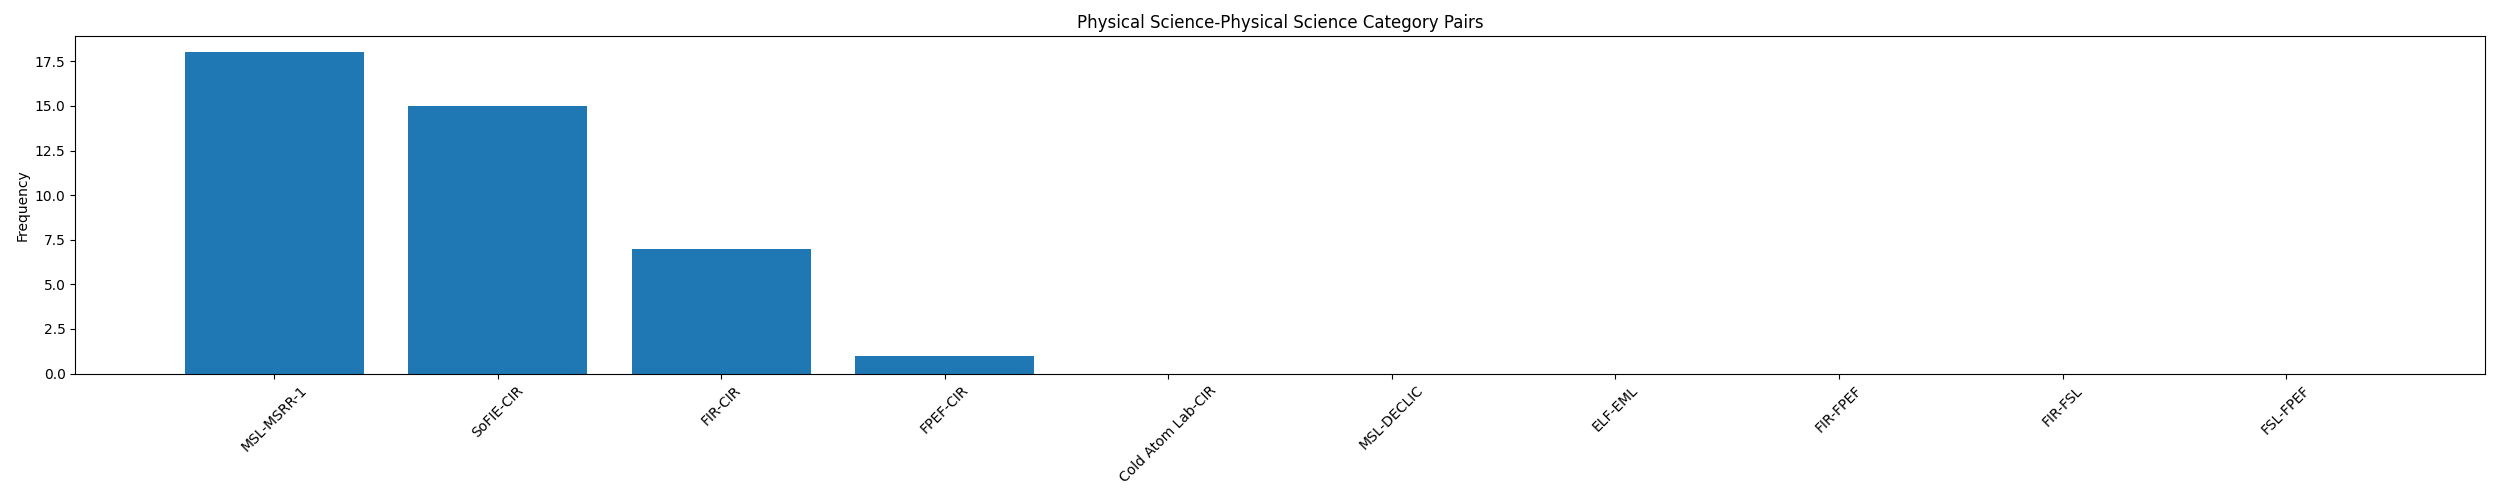 Physical Science-Physical Science Category Pairs
Frequency
17.5
15.0
12.5
10.0
7.5
5.0
2.5
0.0
MSL-MSRR-1
SoFIE-CIR
FIR-CIR
FPEF-CIR
Cold Atom Lab-CIR
MSL-DECLIC
ELF-EML
FIR-FPEF
FIR-FSL
FSL-FPEF